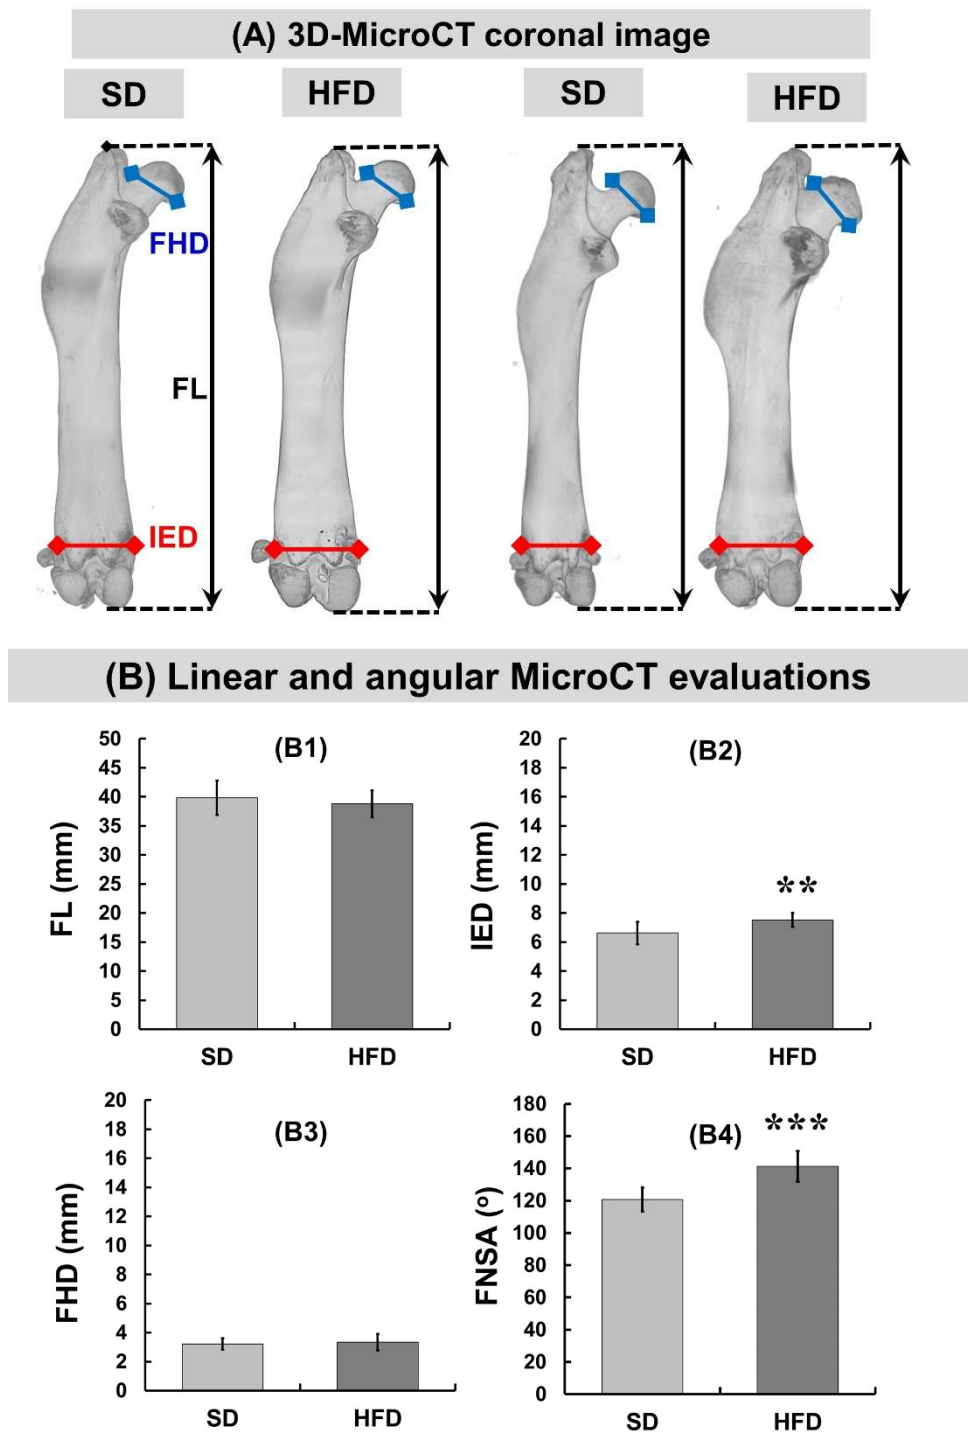 (A) 3D-MicroCT coronal image
SD HFD SD HFD
FHD
FL
IED
(B) Linear and angular MicroCT evaluations
(B1)
FL (mm)
50
45
40
35
30
25
20
15
10
5
0
SD HFD
(B2)
IED (mm)
20
18
16
14
12
10
8
6
4
2
0
**
SD HFD
(B3)
FHD (mm)
20
18
16
14
12
10
8
6
4
2
0
SD HFD
(B4)
FNSA (º)
180
160
140
120
100
80
60
40
20
0
***
SD HFD